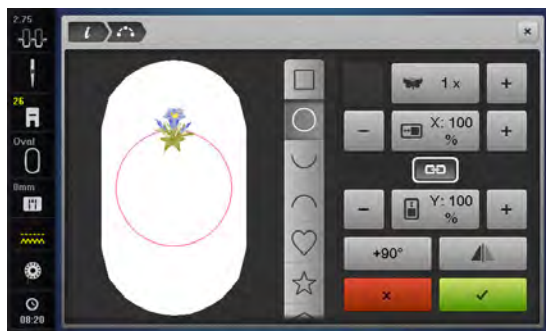 2.75
i
×
26
1 x
+
Oval
−
X: 100
%
+
0mm
−
Y: 100
%
+
+90°
×
08:20